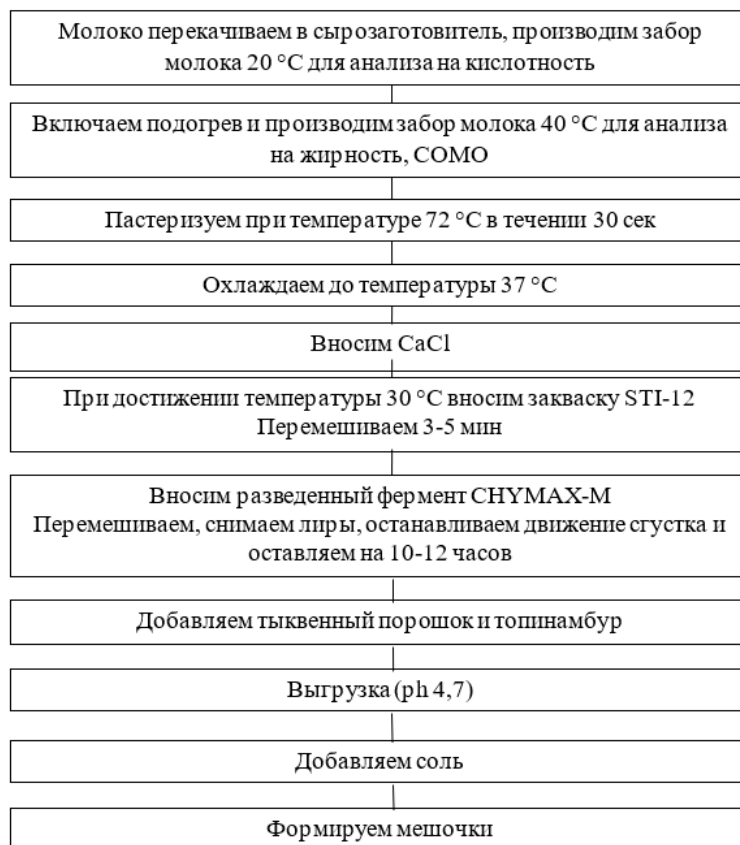 Молоко перекачиваем в сырозаготовитель, производим забор
молока 20 °С для анализа на кислотность
Включаем подогрев и производим забор молока 40 °С для анализа
на жирность, СОМО
Пастеризуем при температуре 72 °С в течении 30 сек
Охлаждаем до температуры 37 °С
Вносим CaCl
При достижении температуры 30 °С вносим закваску STI-12
Перемешиваем 3-5 мин
Вносим разведенный фермент CHYMAX-M
Перемешиваем, снимаем лиры, останавливаем движение сгустка и
оставляем на 10-12 часов
Добавляем тыквенный порошок и топинамбур
Выгрузка (ph 4,7)
Добавляем соль
Формируем мешочки